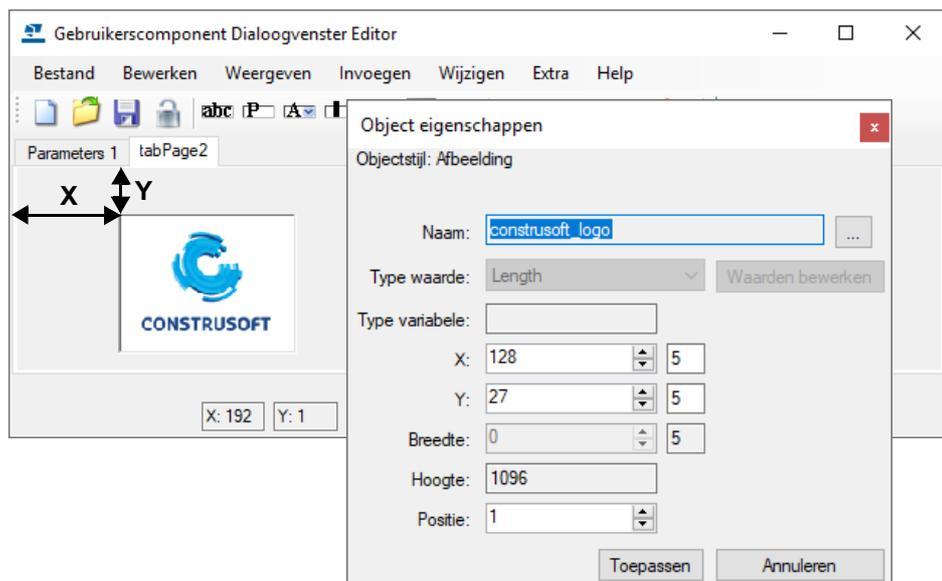 Gebruikerscomponent Dialoogvenster Editor
Bestand Bewerken Weergeven Invoegen Wijzigen Extra Help
abc P A
Parameters 1 tabPage2
X Y
CONSTRUSOFT
X: 192 Y: 1
Object eigenschappen x
Objectstijl: Afbeelding
Naam: construsoft_logo ...
Type waarde: Length Waarden bewerken
Type variabele:
X: 128 5
Y: 27 5
Breedte: 0 5
Hoogte: 1096
Positie: 1
Toepassen Annuleren